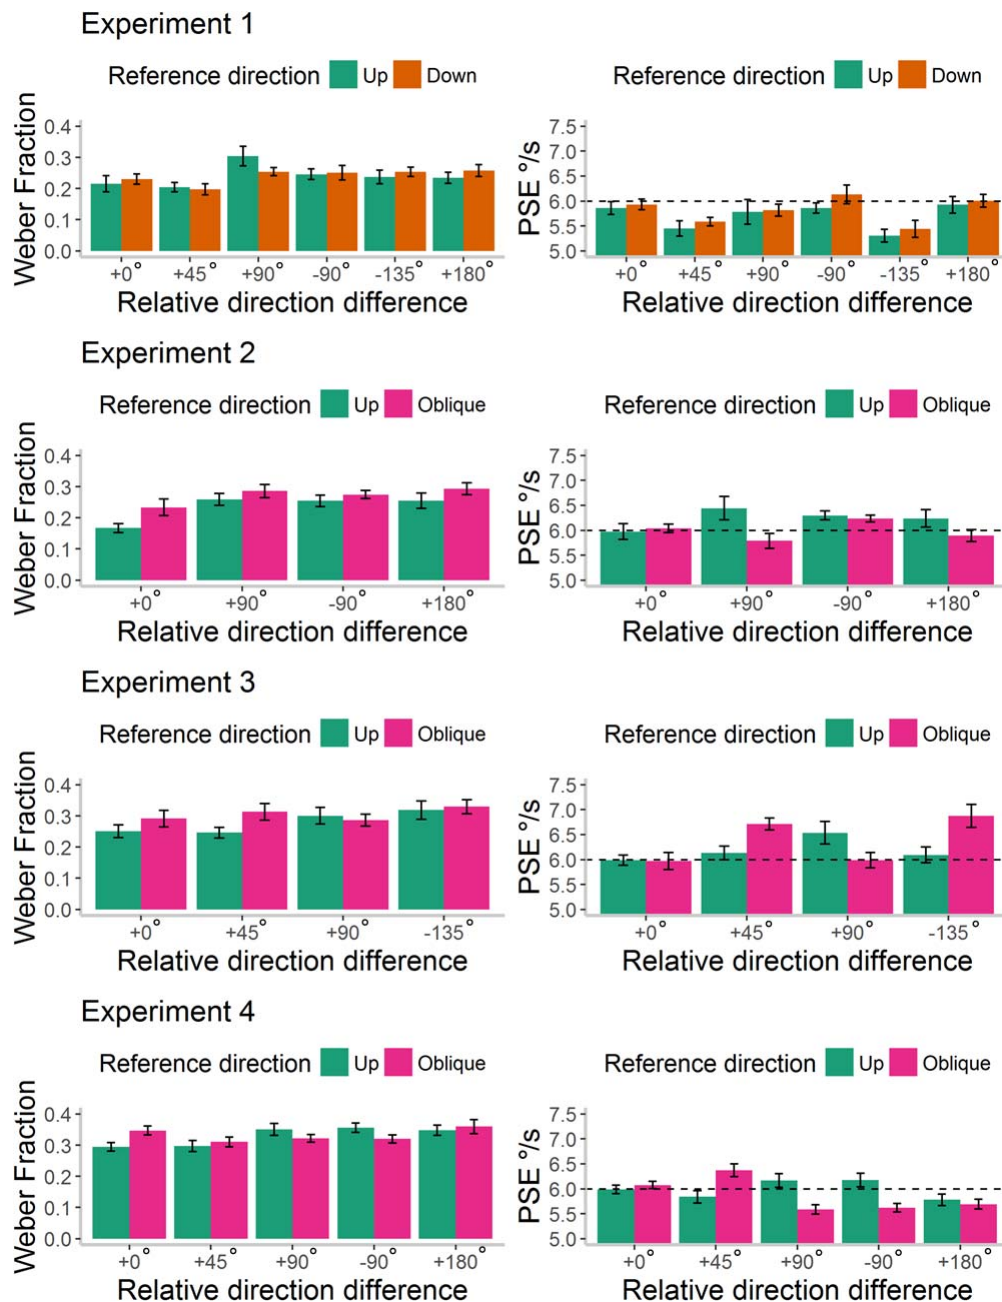 Experiment 1
Reference direction Up Down
Weber Fraction
0.4
0.3
0.2
0.1
0.0
+0° +45° +90° -90° -135° +180°
Relative direction difference
Reference direction Up Down
PSE °/s
7.5
7.0
6.5
6.0
5.5
5.0
+0° +45° +90° -90° -135° +180°
Relative direction difference
Experiment 2
Reference direction Up Oblique
Weber Fraction
0.4
0.3
0.2
0.1
0.0
+0° +90° -90° +180°
Relative direction difference
Reference direction Up Oblique
PSE °/s
7.5
7.0
6.5
6.0
5.5
5.0
+0° +90° -90° +180°
Relative direction difference
Experiment 3
Reference direction Up Oblique
Weber Fraction
0.4
0.3
0.2
0.1
0.0
+0° +45° +90° -135°
Relative direction difference
Reference direction Up Oblique
PSE °/s
7.5
7.0
6.5
6.0
5.5
5.0
+0° +45° +90° -135°
Relative direction difference
Experiment 4
Reference direction Up Oblique
Weber Fraction
0.4
0.3
0.2
0.1
0.0
+0° +45° +90° -90° +180°
Relative direction difference
Reference direction Up Oblique
PSE °/s
7.5
7.0
6.5
6.0
5.5
5.0
+0° +45° +90° -90° +180°
Relative direction difference